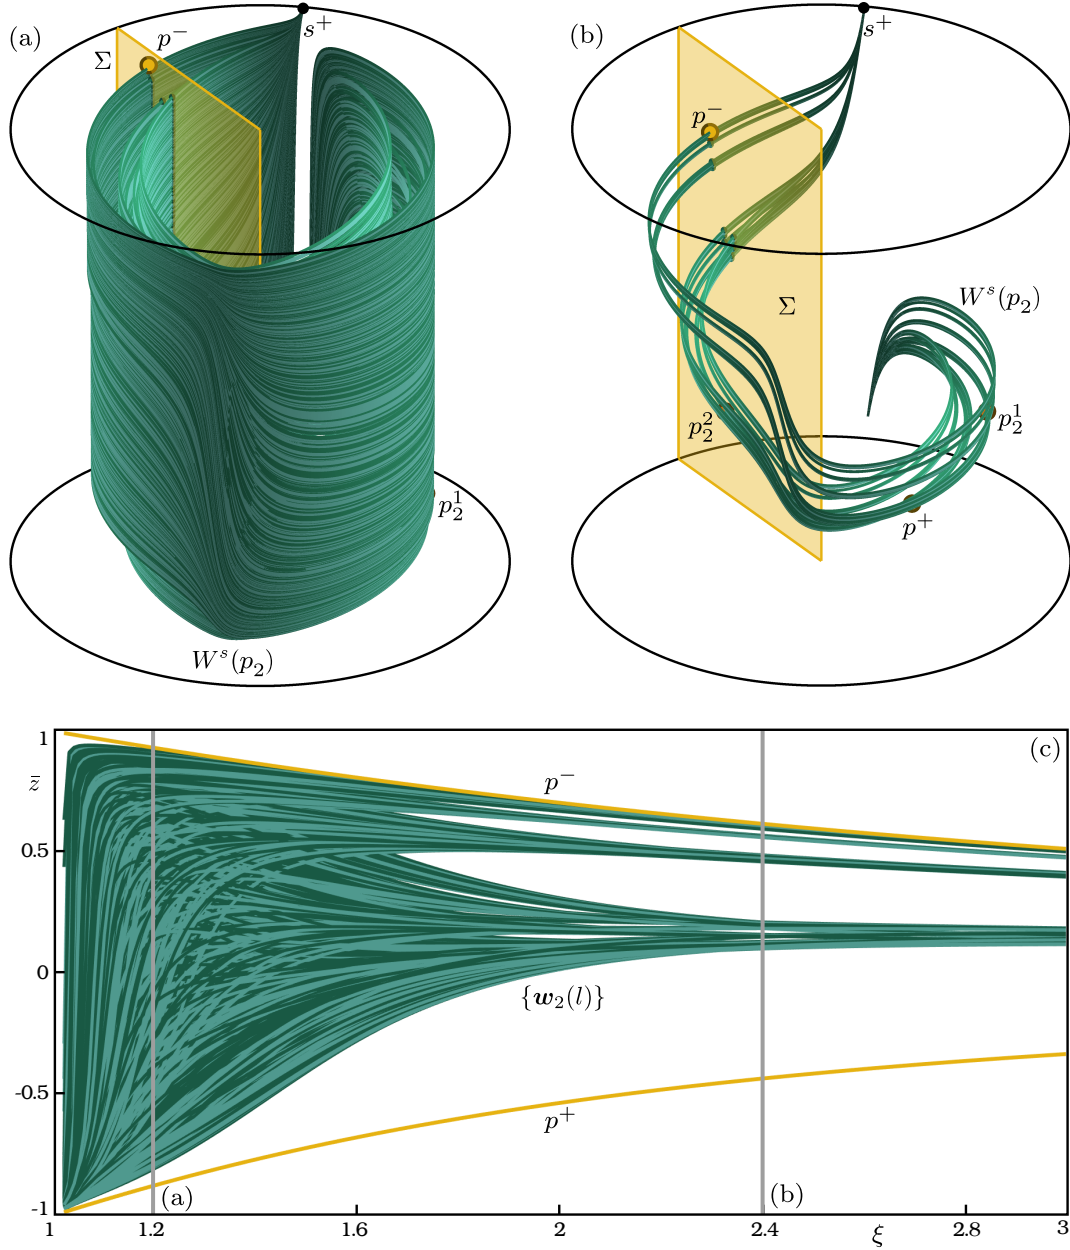 (a)
Σ
p⁻
s⁺
p₂¹
Wˢ(p₂)
(b)
s⁺
p⁻
Σ
Wˢ(p₂)
p₂²
p₂¹
p⁺
1
z̄
0.5
0
-0.5
-1
(c)
p⁻
{w₂(l)}
p⁺
(a)
(b)
1
1.2
1.6
2
2.4
ξ
2.8
3